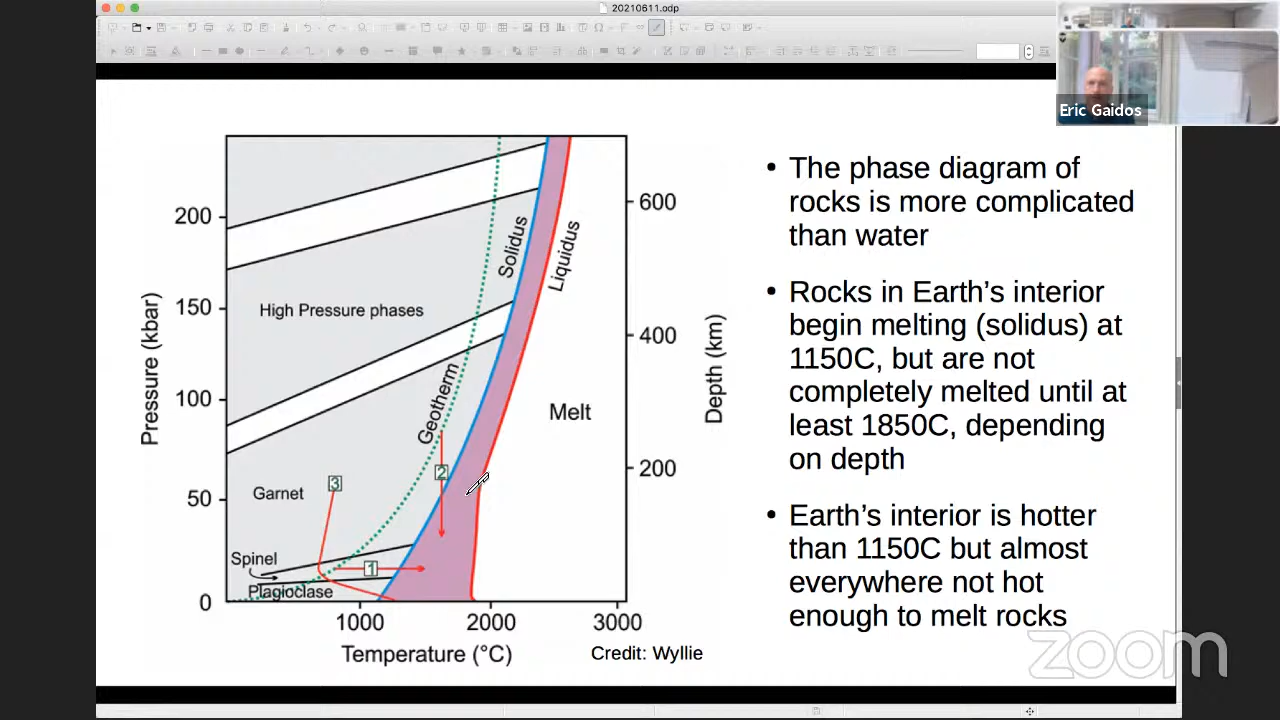 20210611.odp
Eric Gaidos
200
150
100
50
0
Pressure (kbar)
600
400
200
Depth (km)
1000
2000
3000
Temperature (°C)
Credit: Wyllie
High Pressure phases
Solidus
Liquidus
Geotherm
Melt
Garnet
Spinel
Plagioclase
3
2
1
• The phase diagram of
rocks is more complicated
than water
• Rocks in Earth’s interior
begin melting (solidus) at
1150C, but are not
completely melted until at
least 1850C, depending
on depth
• Earth’s interior is hotter
than 1150C but almost
everywhere not hot
enough to melt rocks
zoom